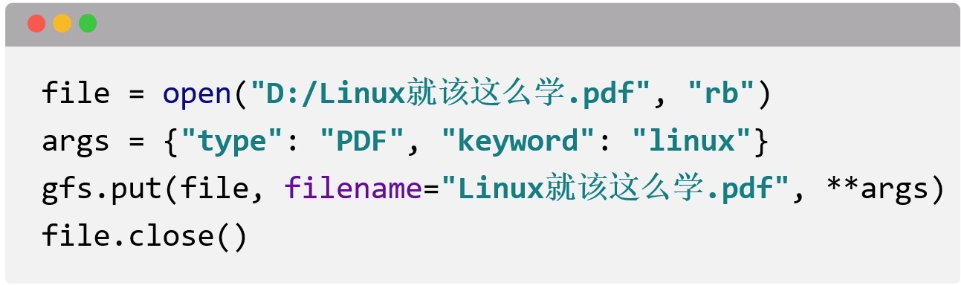 file = open("D:/Linux就该这么学.pdf", "rb")
args = {"type": "PDF", "keyword": "linux"}
gfs.put(file, filename="Linux就该这么学.pdf", **args)
file.close()